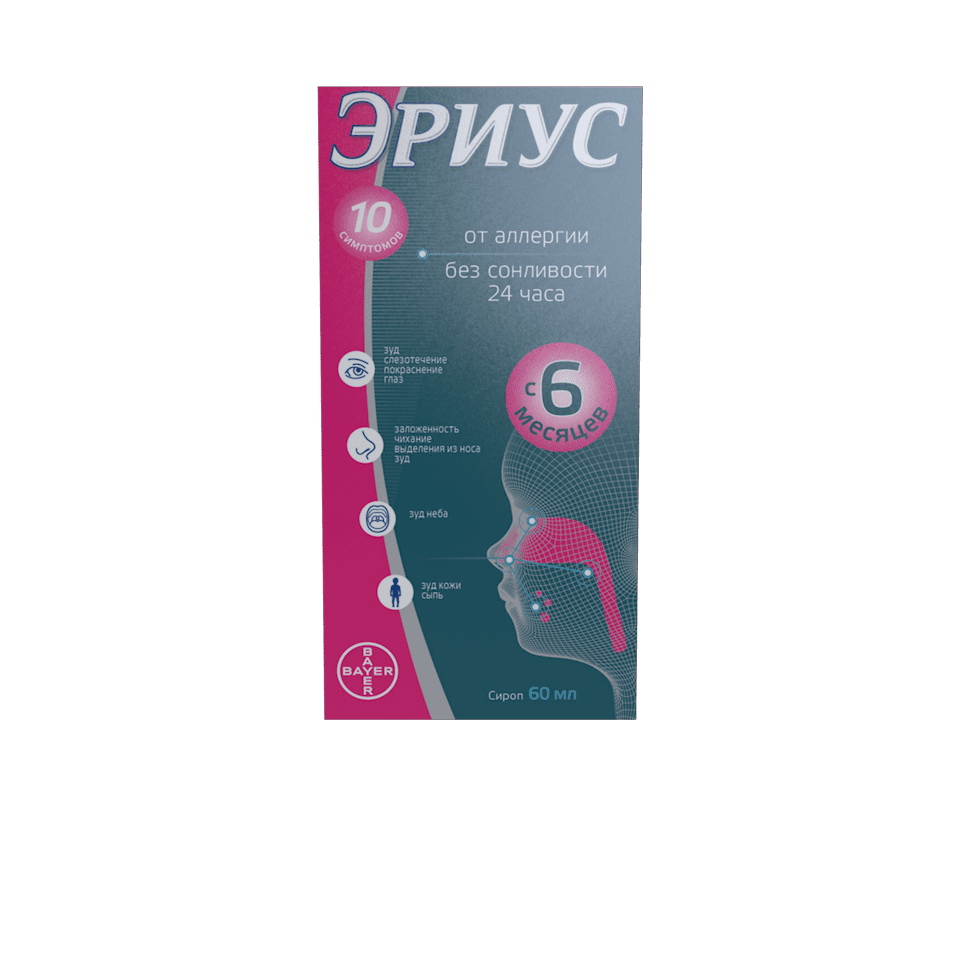 ЭРИУС
10
СИМПТОМОВ
от аллергии
без сонливости
24 часа
зуд
слезотечение
покраснение
глаз
с 6
месяцев
заложенность
чихание
выделения из носа
зуд
зуд неба
зуд кожи
сыпь
BAYER
BAYER
Сироп 60 мл